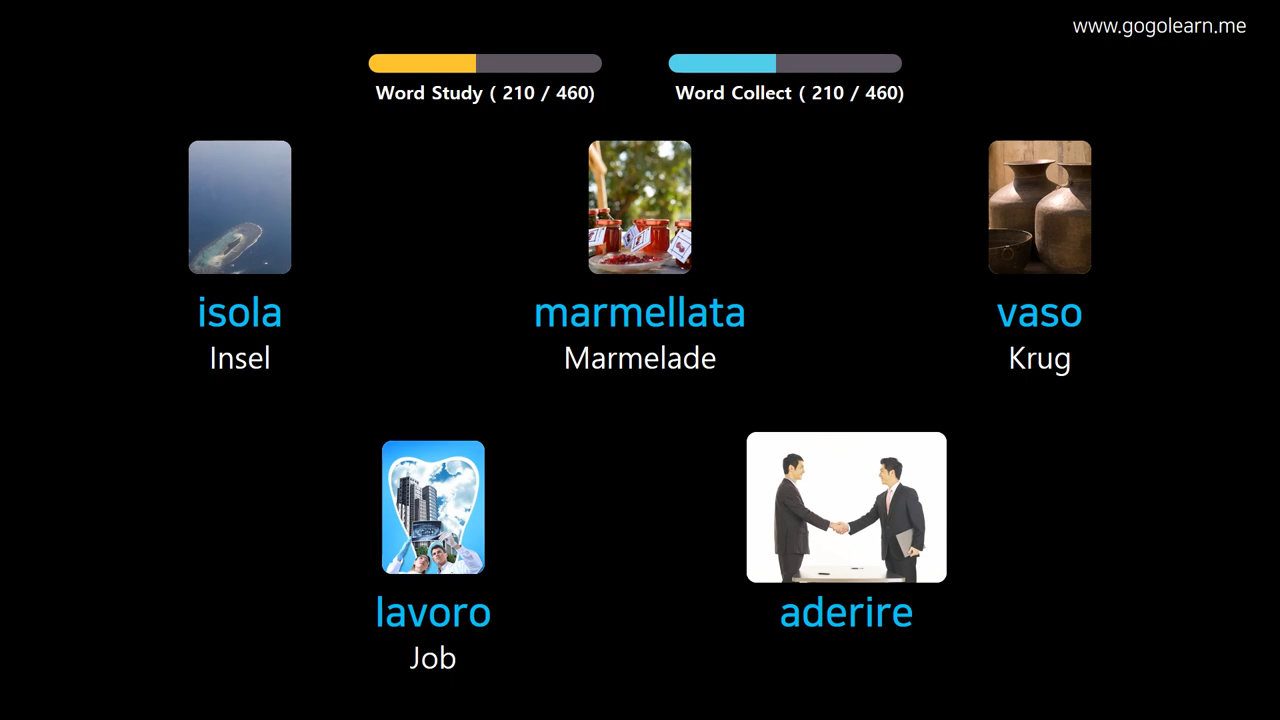 www.gogolearn.me
Word Study ( 210 / 460)
Word Collect ( 210 / 460)
isola
Insel
marmellata
Marmelade
vaso
Krug
lavoro
Job
aderire